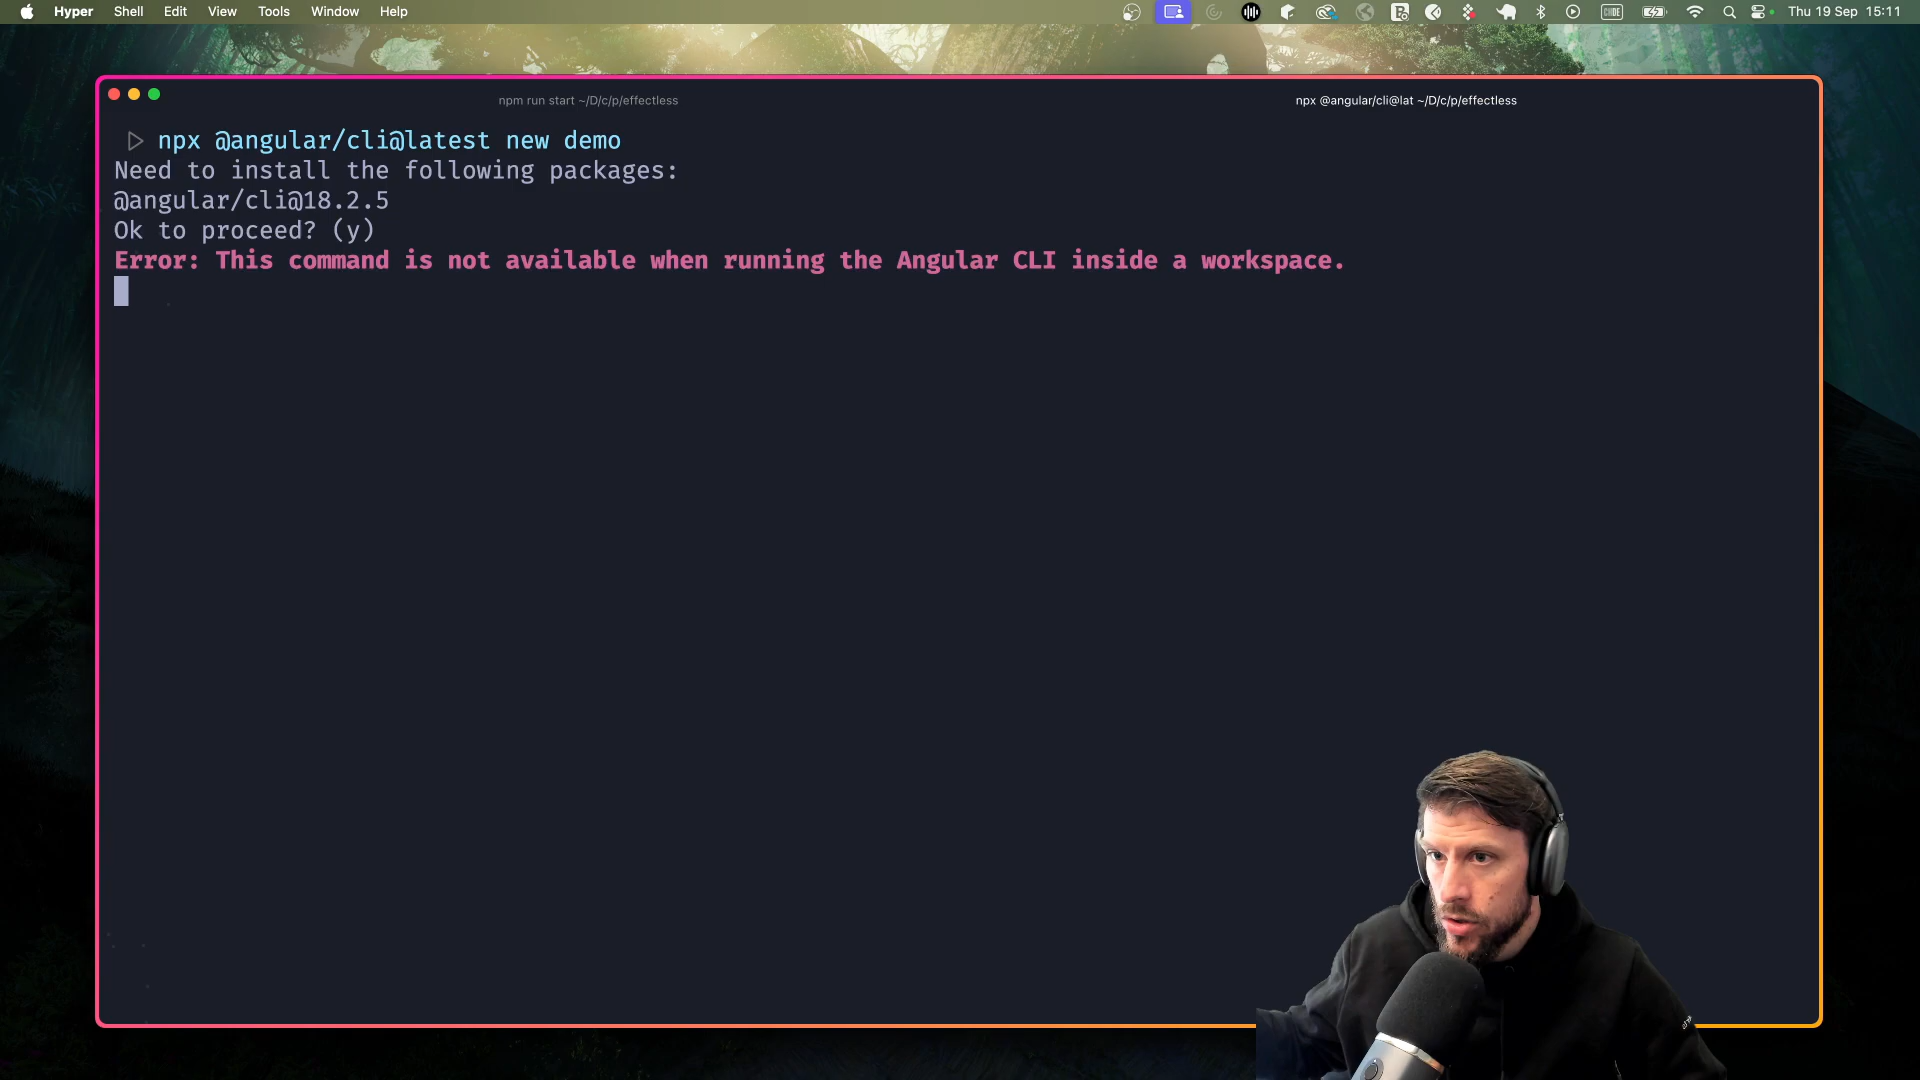 Hyper Shell Edit View Tools Window Help
Thu 19 Sep 15:11
npm run start ~/D/c/p/effectless
npx @angular/cli@lat ~/D/c/p/effectless
▷ npx @angular/cli@latest new demo
Need to install the following packages:
@angular/cli@18.2.5
Ok to proceed? (y)
Error: This command is not available when running the Angular CLI inside a workspace.